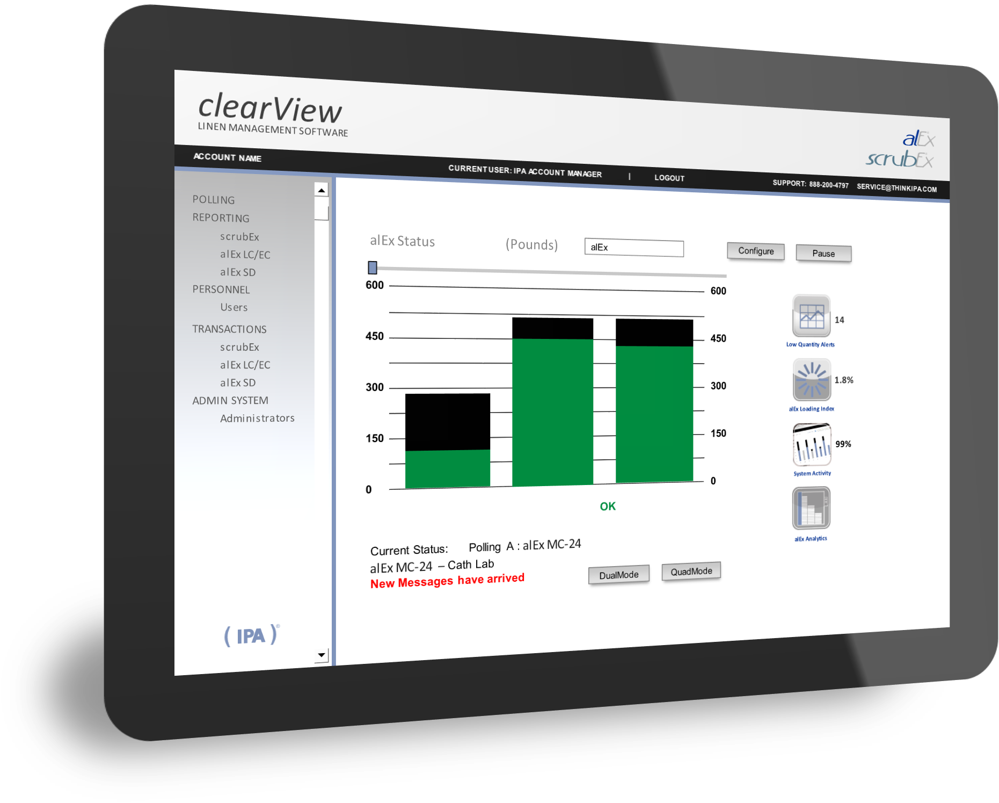 clearView
LINEN MANAGEMENT SOFTWARE
alEx
scrubEx
ACCOUNT NAME
CURRENT USER: IPA ACCOUNT MANAGER | LOGOUT
SUPPORT: 888-200-4797 SERVICE@THINKIPA.COM
POLLING
REPORTING
scrubEx
alEx LC/EC
alEx SD
PERSONNEL
Users
TRANSACTIONS
scrubEx
alEx LC/EC
alEx SD
ADMIN SYSTEM
Administrators
(IPA)®
alEx Status (Pounds) alEx Configure Pause
600 600
450 450
300 300
150 150
0 0
OK
14
Low Quantity Alerts
1.8%
alEx Loading Index
99%
System Activity
alEx Analytics
Current Status: Polling A : alEx MC-24
alEx MC-24 – Cath Lab
New Messages have arrived
DualMode QuadMode